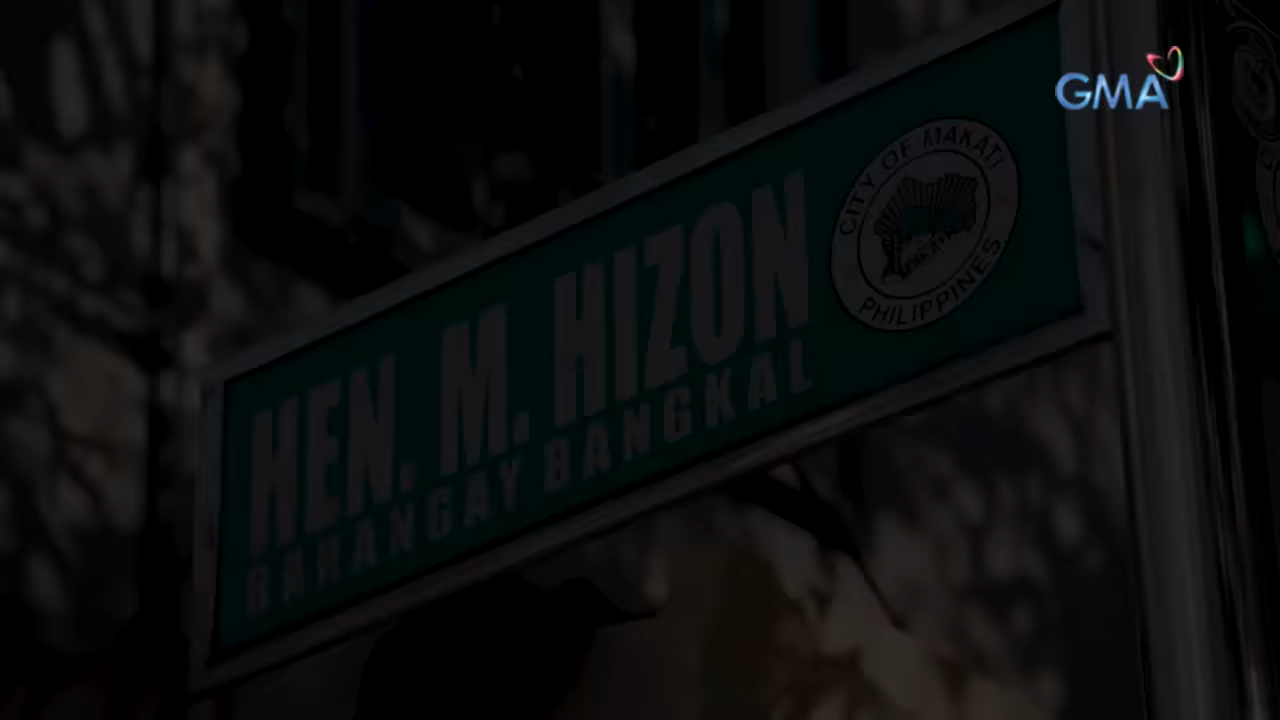 GMA
CITY OF MAKATI
PHILIPPINES
HEN. M. HIZON
BARANGAY BANGKAL